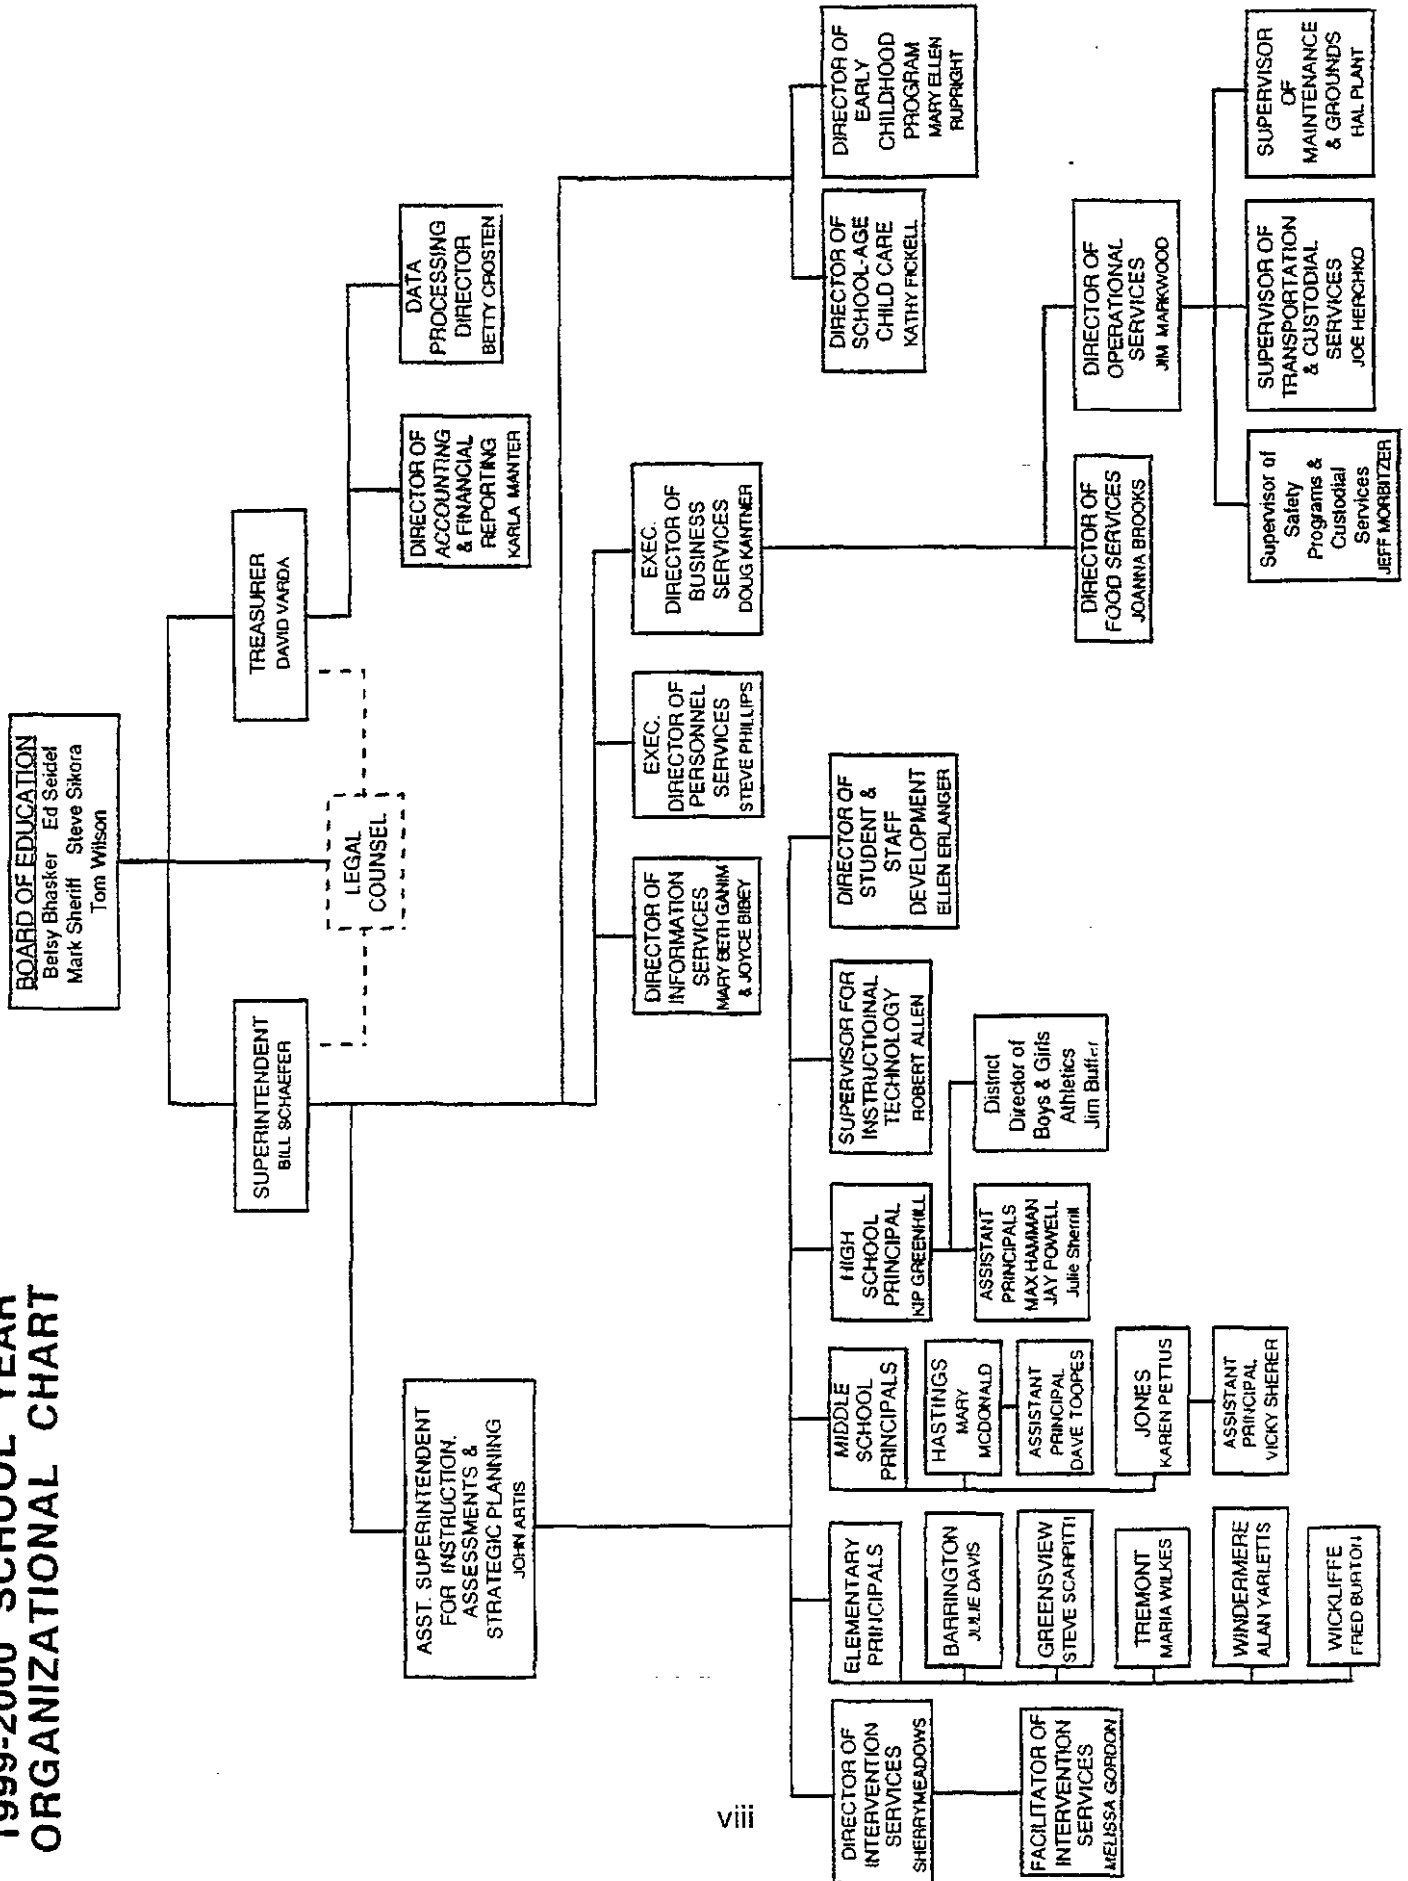 1999-2000 SCHOOL YEAR
ORGANIZATIONAL CHART
BOARD OF EDUCATION
Betsy Bhasker Ed Seidel
Mark Sheriff Steve Sikora
Tom Wilson
SUPERINTENDENT
BILL SCHAEFER
LEGAL
COUNSEL
TREASURER
DAVID VARDA
DIRECTOR OF
ACCOUNTING
& FINANCIAL
REPORTING
KARLA MANTER
DATA
PROCESSING
DIRECTOR
BETTY CROSTEN
ASST. SUPERINTENDENT
FOR INSTRUCTION,
ASSESSMENTS &
STRATEGIC PLANNING
JOHN ARTIS
DIRECTOR OF
INFORMATION
SERVICES
MARY BETH GANIM
& JOYCE BIBEY
EXEC.
DIRECTOR OF
PERSONNEL
SERVICES
STEVE PHILLIPS
EXEC.
DIRECTOR OF
BUSINESS
SERVICES
DOUG KANTNER
DIRECTOR OF
SCHOOL-AGE
CHILD CARE
KATHY FICKELL
DIRECTOR OF
EARLY
CHILDHOOD
PROGRAM
MARY ELLEN
RUPRIGHT
DIRECTOR OF
INTERVENTION
SERVICES
SHERRYMEADOWS
FACILITATOR OF
INTERVENTION
SERVICES
MELISSA GORDON
ELEMENTARY
PRINCIPALS
BARRINGTON
JULIE DAVIS
GREENSVIEW
STEVE SCARPITTI
TREMONT
MARIA WILKES
WINDERMERE
ALAN YARLETTS
WICKLIFFE
FRED BURTON
MIDDLE
SCHOOL
PRINCIPALS
HASTINGS
MARY
MCDONALD
ASSISTANT
PRINCIPAL
DAVE TOOPES
JONES
KAREN PETTUS
ASSISTANT
PRINCIPAL
VICKY SHERER
HIGH
SCHOOL
PRINCIPAL
KIP GREENHILL
ASSISTANT
PRINCIPALS
MAX HAMMAN
JAY POWELL
Julie Sherrill
District
Director of
Boys & Girls
Athletics
Jim Buffer
SUPERVISOR FOR
INSTRUCTIOINAL
TECHNOLOGY
ROBERT ALLEN
DIRECTOR OF
STUDENT &
STAFF
DEVELOPMENT
ELLEN ERLANGER
DIRECTOR OF
FOOD SERVICES
JOANNA BROOKS
DIRECTOR OF
OPERATIONAL
SERVICES
JIM MARKWOOD
Supervisor of
Safety
Programs &
Custodial
Services
JEFF MORBITZER
SUPERVISOR OF
TRANSPORTATION
& CUSTODIAL
SERVICES
JOE HERCHKO
SUPERVISOR
OF
MAINTENANCE
& GROUNDS
HAL PLANT
viii